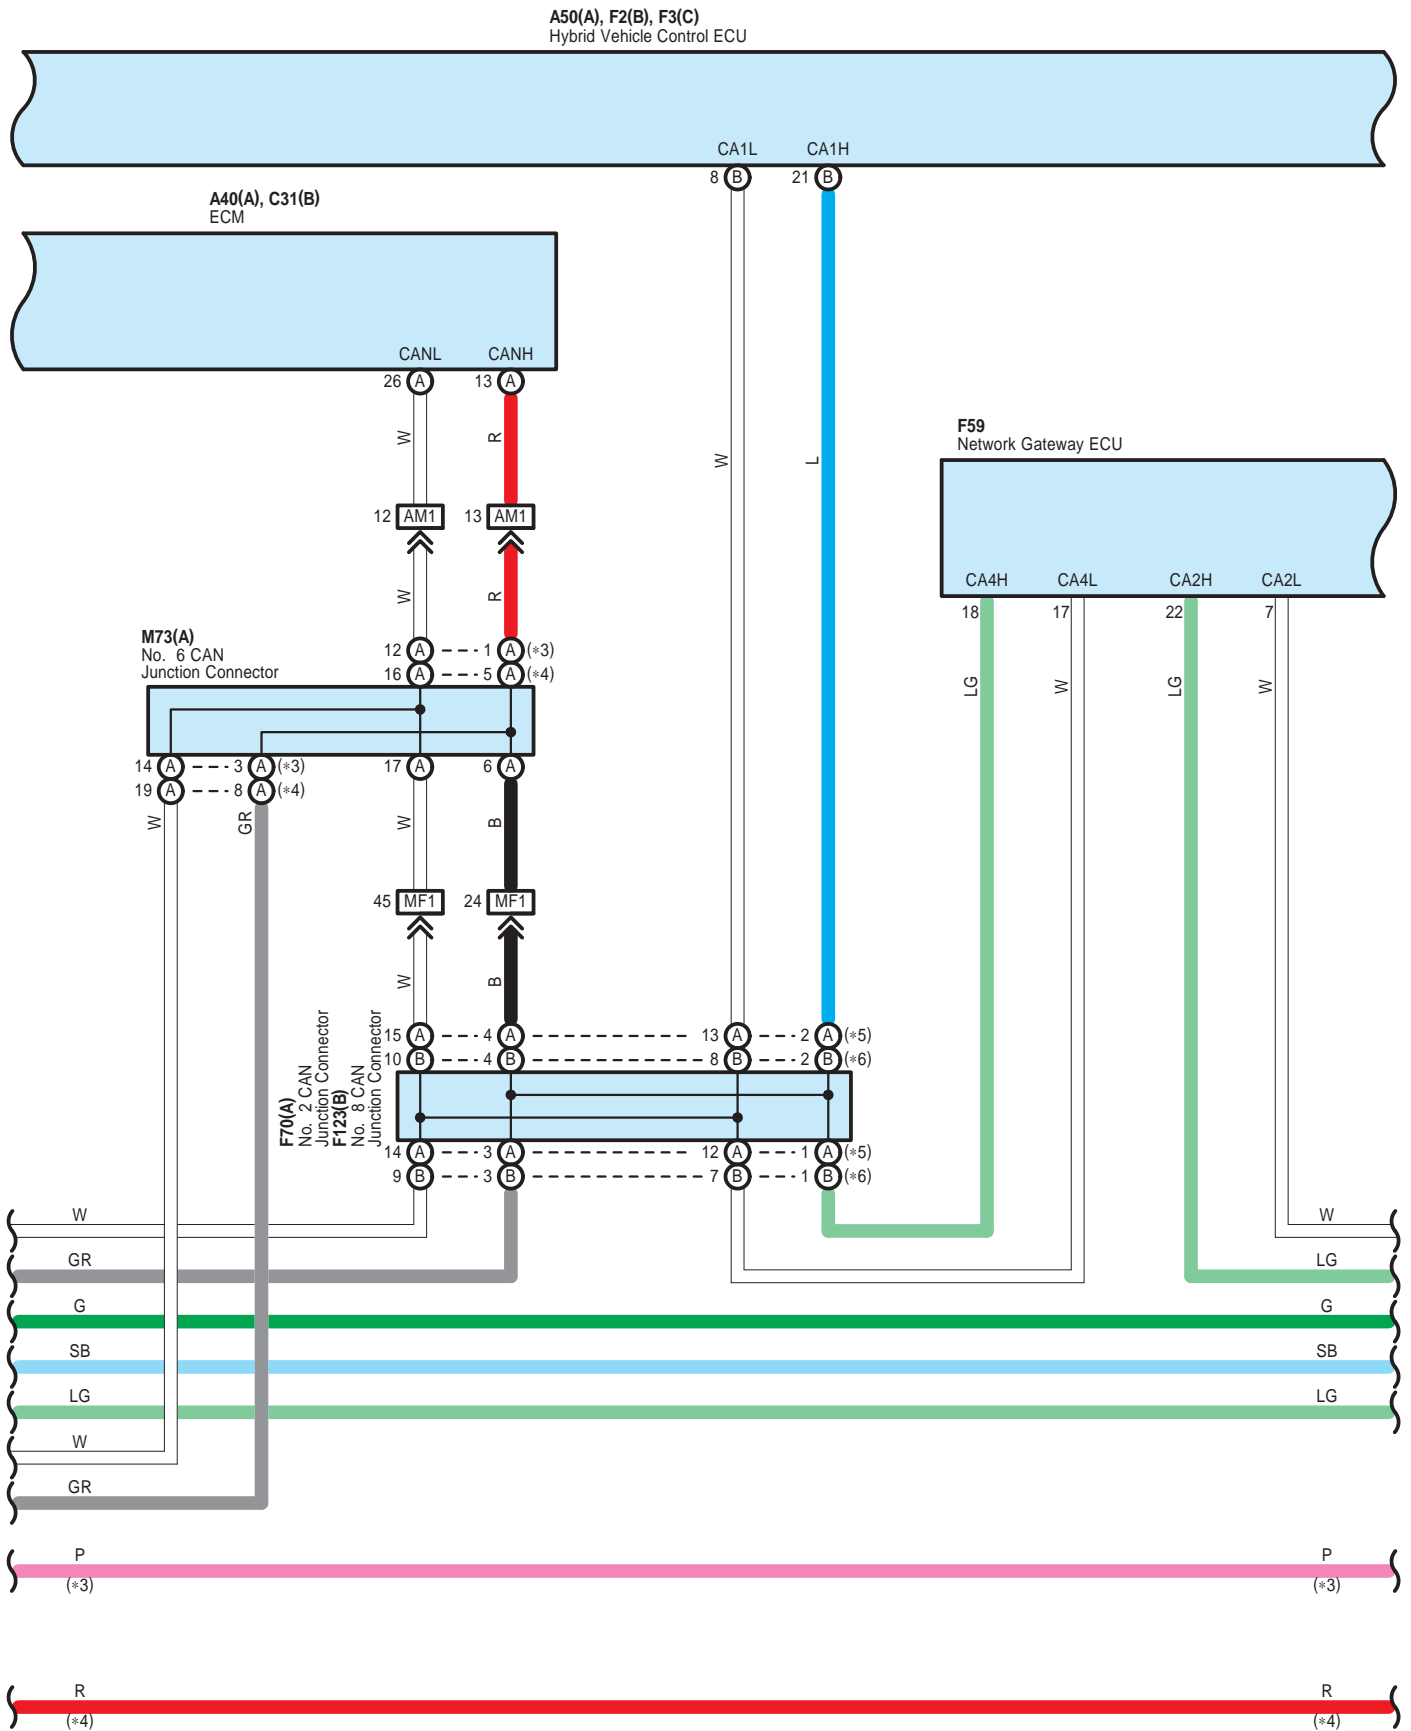 A50(A), F2(B), F3(C)
Hybrid Vehicle Control ECU
CA1L CA1H
8 B 21 B
A40(A), C31(B)
ECM
CANL CANH
26 A 13 A
W R W L
F59
Network Gateway ECU
12 AM1 13 AM1
CA4H CA4L CA2H CA2L
18 17 22 7
W R
M73(A)
No. 6 CAN
Junction Connector
12 A 1 A (*3)
16 A 5 A (*4)
LG W LG W
14 A 3 A (*3) 17 A 6 A
19 A 8 A (*4)
W GR W B
45 MF1 24 MF1
W B
F70(A)
No. 2 CAN
Junction Connector
F123(B)
No. 8 CAN
Junction Connector
15 A 4 A 13 A 2 A (*5)
10 B 4 B 8 B 2 B (*6)
14 A 3 A 12 A 1 A (*5)
9 B 3 B 7 B 1 B (*6)
W W
GR LG
G G
SB SB
LG LG
W
GR
P P
(*3) (*3)
R R
(*4) (*4)